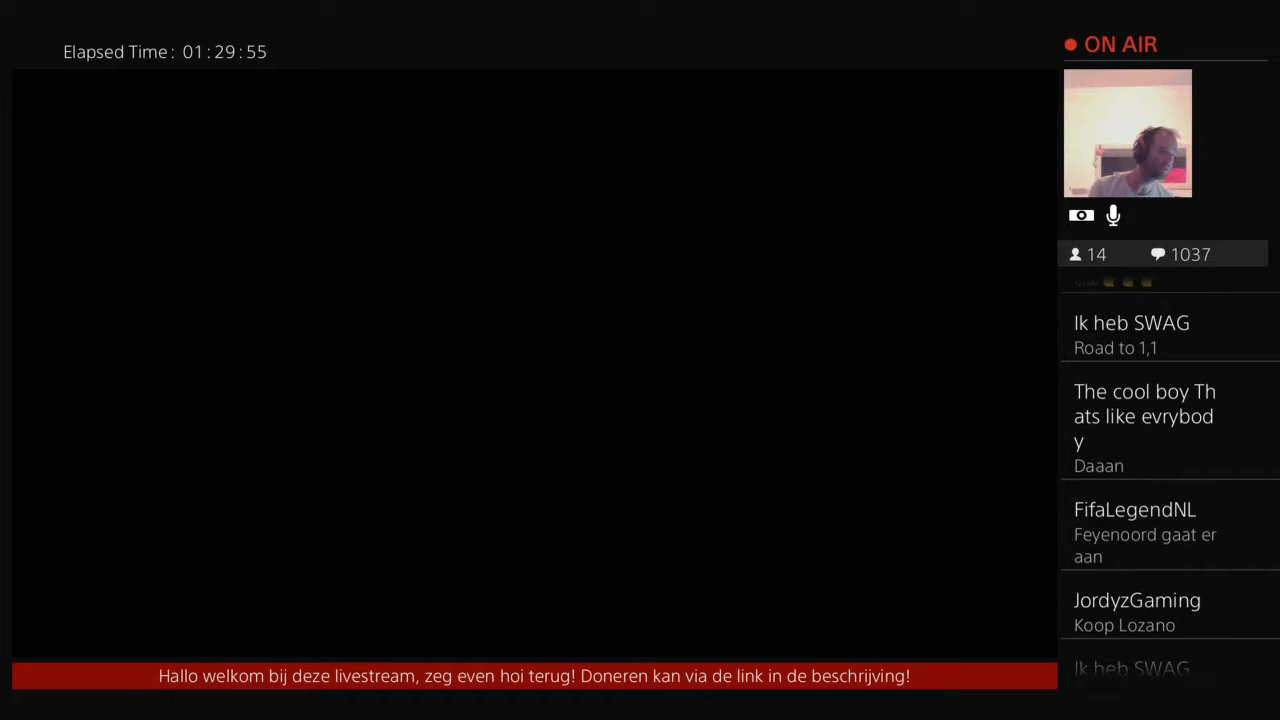 Elapsed Time: 01:29:55
ON AIR
14 1037
Ik heb SWAG
Road to 1,1
The cool boy Th
ats like evrybod
y
Daaan
FifaLegendNL
Feyenoord gaat er
aan
JordyzGaming
Koop Lozano
Ik heb SWAG
Hallo welkom bij deze livestream, zeg even hoi terug! Doneren kan via de link in de beschrijving!